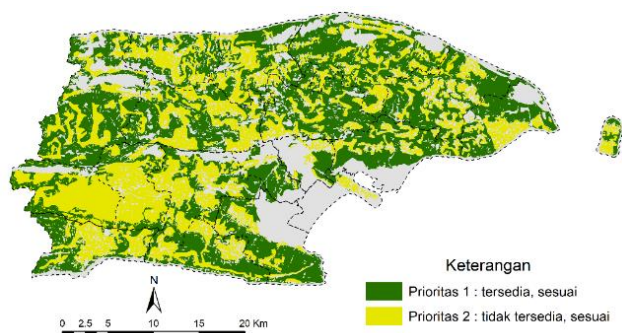 Keterangan
Prioritas 1 : tersedia, sesuai
Prioritas 2 : tidak tersedia, sesuai
N
0 2.5 5 10 15 20 Km